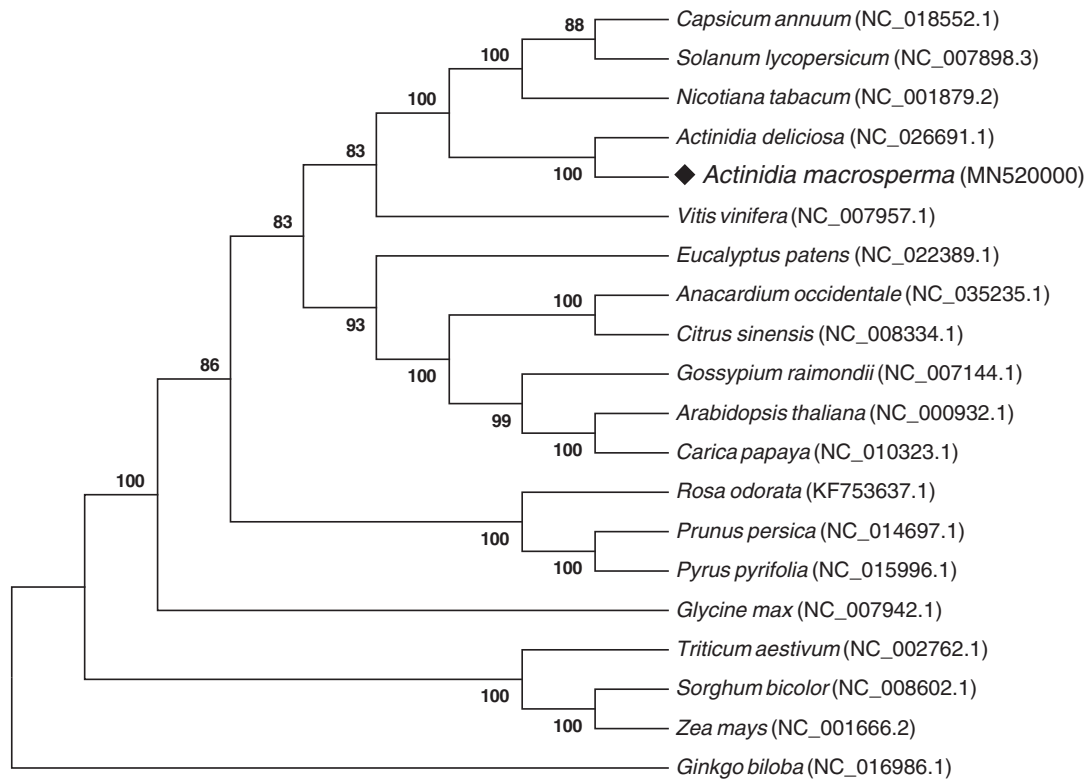 Capsicum annuum (NC_018552.1)
88
Solanum lycopersicum (NC_007898.3)
100
Nicotiana tabacum (NC_001879.2)
100
Actinidia deliciosa (NC_026691.1)
83
100
◆ Actinidia macrosperma (MN520000)
Vitis vinifera (NC_007957.1)
83
Eucalyptus patens (NC_022389.1)
Anacardium occidentale (NC_035235.1)
100
93
Citrus sinensis (NC_008334.1)
86
100
Gossypium raimondii (NC_007144.1)
Arabidopsis thaliana (NC_000932.1)
99
100
Carica papaya (NC_010323.1)
100
Rosa odorata (KF753637.1)
Prunus persica (NC_014697.1)
100
100
Pyrus pyrifolia (NC_015996.1)
Glycine max (NC_007942.1)
Triticum aestivum (NC_002762.1)
Sorghum bicolor (NC_008602.1)
100
100
Zea mays (NC_001666.2)
Ginkgo biloba (NC_016986.1)